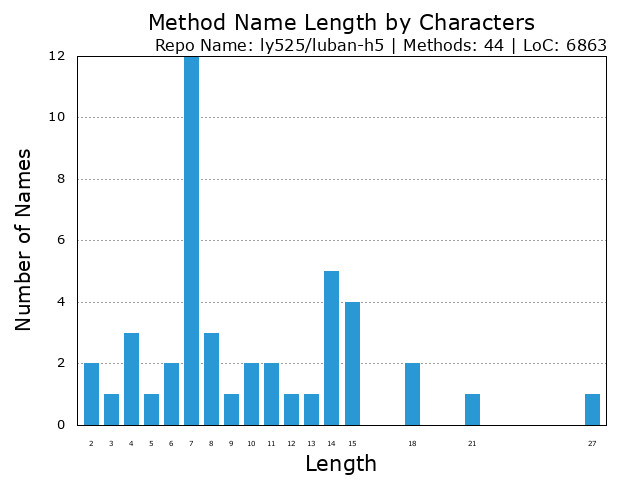 Method Name Length by Characters
Repo Name: ly525/luban-h5 | Methods: 44 | LoC: 6863
12
10
8
6
4
2
0
Number of Names
2 3 4 5 6 7 8 9 10 11 12 13 14 15 18 21 27
Length